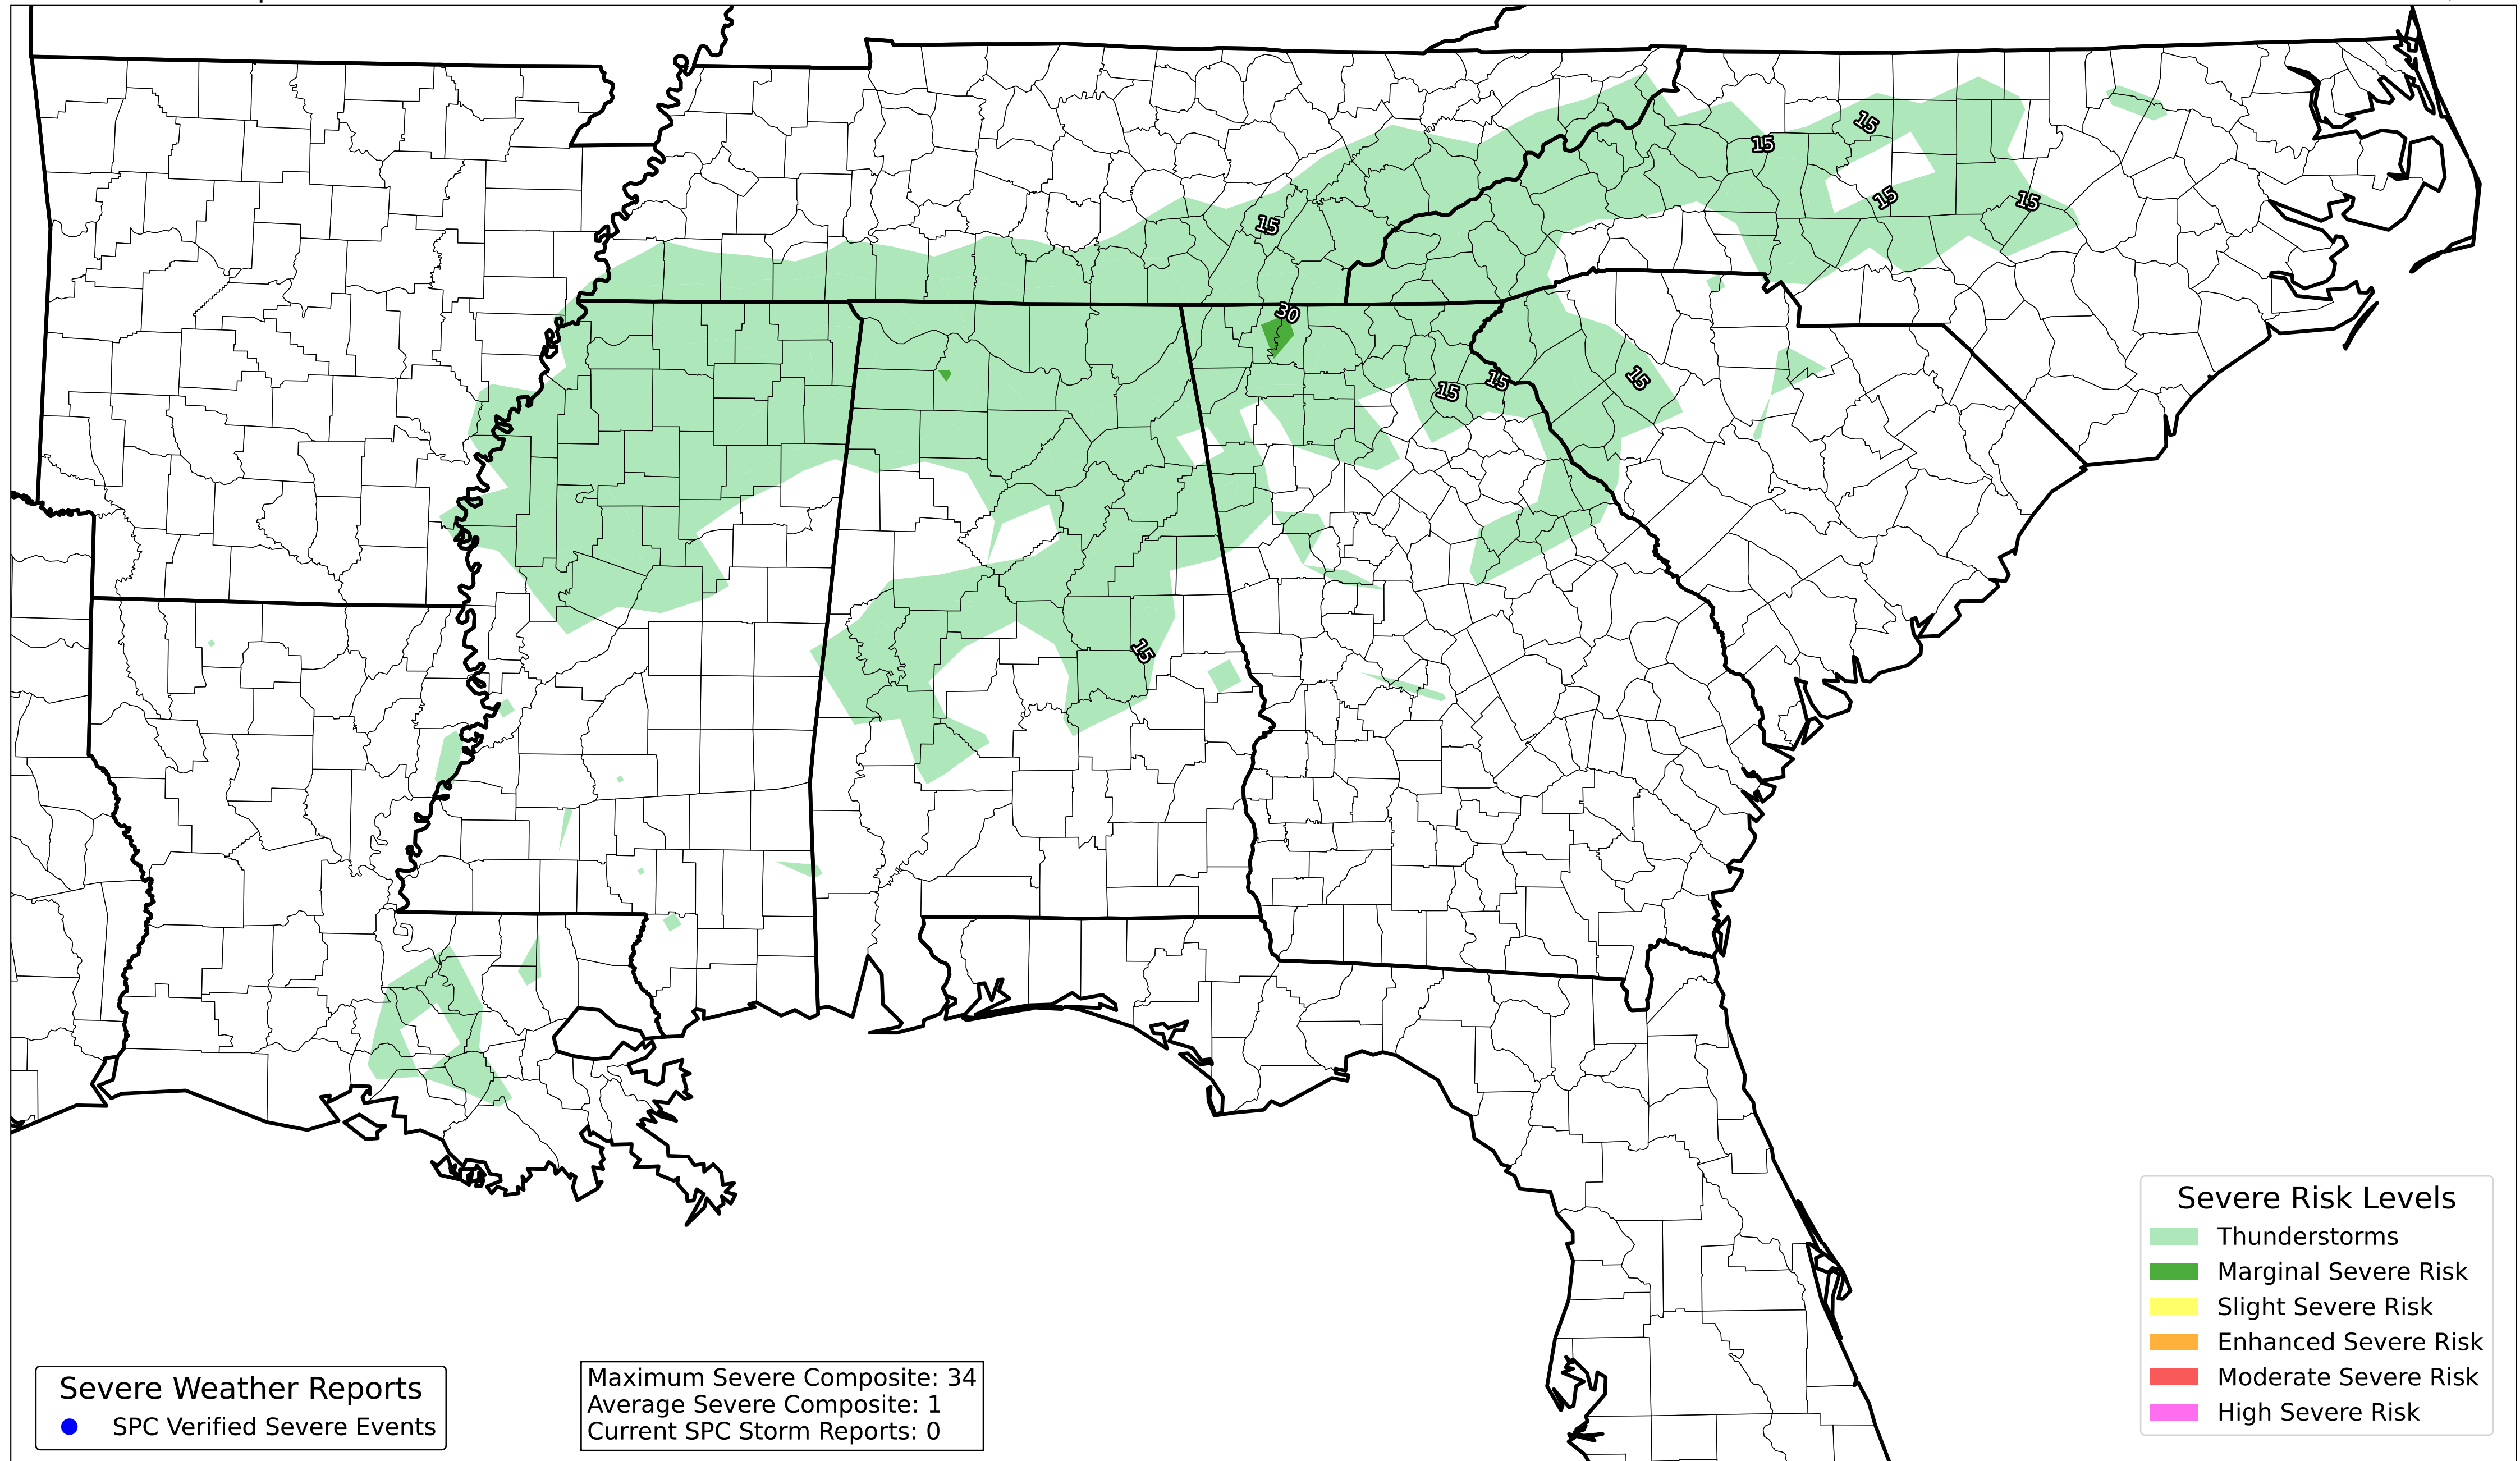 15
15
15
15
15
30
15
15
15
15
Severe Risk Levels
Thunderstorms
Marginal Severe Risk
Slight Severe Risk
Enhanced Severe Risk
Moderate Severe Risk
High Severe Risk
Severe Weather Reports
SPC Verified Severe Events
Maximum Severe Composite: 34
Average Severe Composite: 1
Current SPC Storm Reports: 0